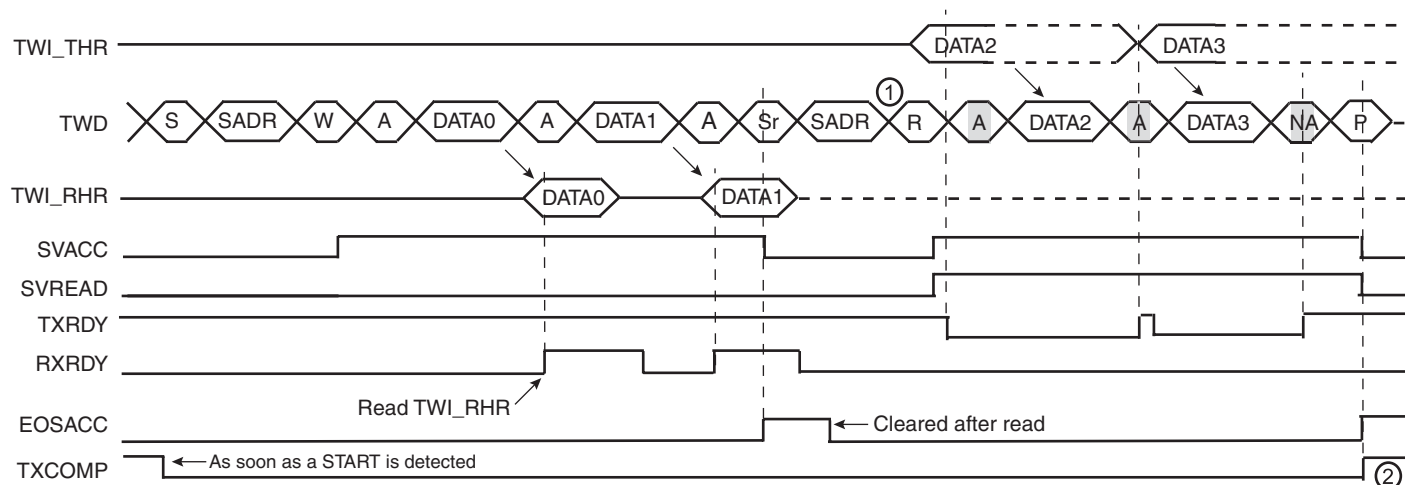 TWI_THR DATA2 DATA3
①
TWD S SADR W A DATA0 A DATA1 A Sr SADR R A DATA2 A DATA3 NA P
TWI_RHR DATA0 DATA1
SVACC
SVREAD
TXRDY
RXRDY
Read TWI_RHR
EOSACC Cleared after read
TXCOMP As soon as a START is detected ②